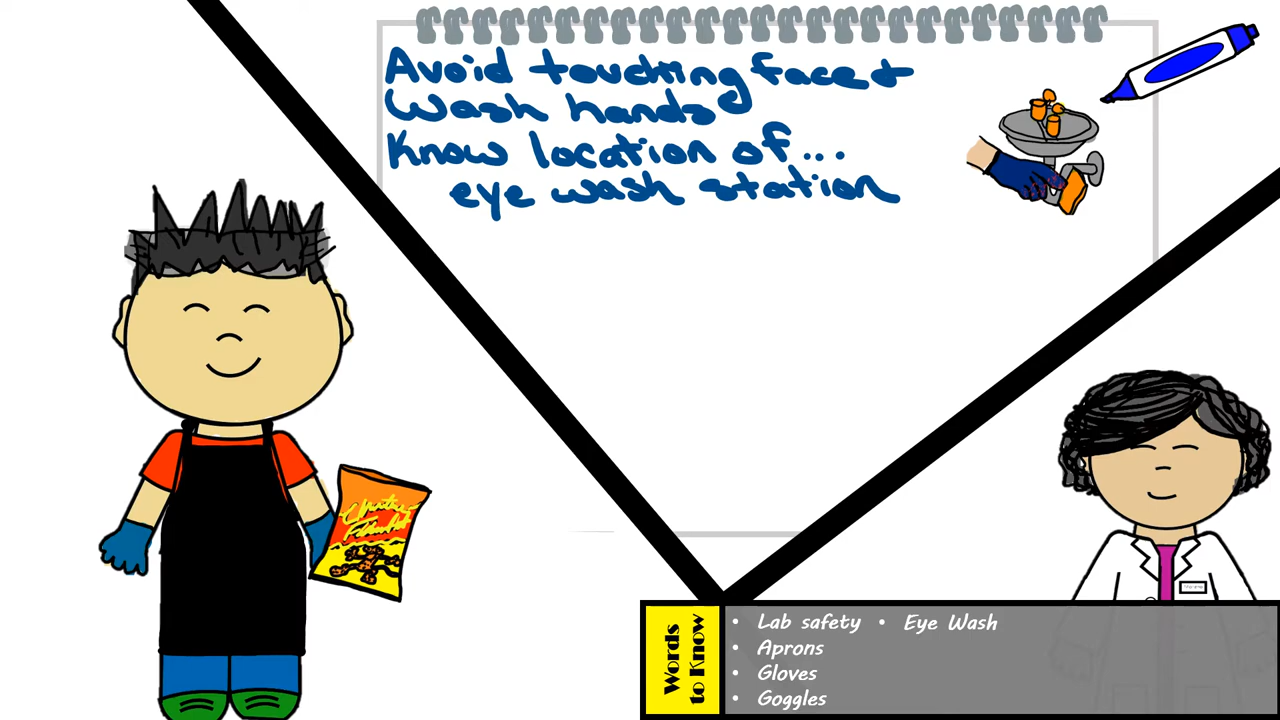 Avoid touching face +
Wash hands
Know location of...
eye wash station
Words
to Know
• Lab safety
• Aprons
• Gloves
• Goggles
• Eye Wash